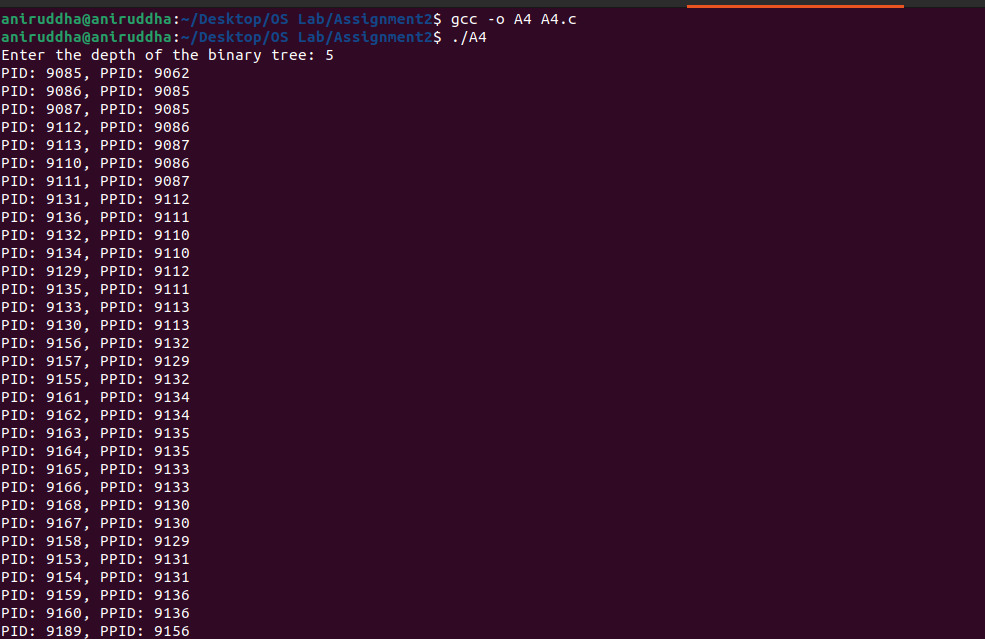 aniruddha@aniruddha:~/Desktop/OS Lab/Assignment2$ gcc -o A4 A4.c
aniruddha@aniruddha:~/Desktop/OS Lab/Assignment2$ ./A4
Enter the depth of the binary tree: 5
PID: 9085, PPID: 9062
PID: 9086, PPID: 9085
PID: 9087, PPID: 9085
PID: 9112, PPID: 9086
PID: 9113, PPID: 9087
PID: 9110, PPID: 9086
PID: 9111, PPID: 9087
PID: 9131, PPID: 9112
PID: 9136, PPID: 9111
PID: 9132, PPID: 9110
PID: 9134, PPID: 9110
PID: 9129, PPID: 9112
PID: 9135, PPID: 9111
PID: 9133, PPID: 9113
PID: 9130, PPID: 9113
PID: 9156, PPID: 9132
PID: 9157, PPID: 9129
PID: 9155, PPID: 9132
PID: 9161, PPID: 9134
PID: 9162, PPID: 9134
PID: 9163, PPID: 9135
PID: 9164, PPID: 9135
PID: 9165, PPID: 9133
PID: 9166, PPID: 9133
PID: 9168, PPID: 9130
PID: 9167, PPID: 9130
PID: 9158, PPID: 9129
PID: 9153, PPID: 9131
PID: 9154, PPID: 9131
PID: 9159, PPID: 9136
PID: 9160, PPID: 9136
PID: 9189, PPID: 9156